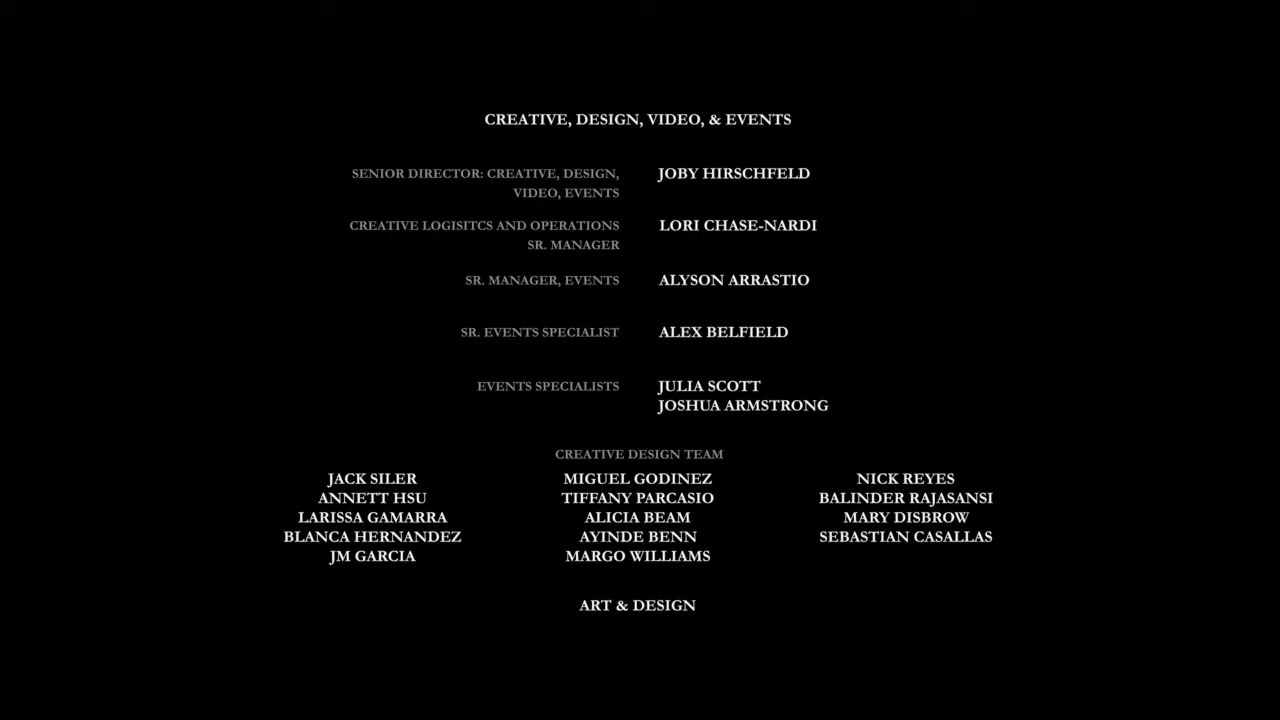 CREATIVE, DESIGN, VIDEO, & EVENTS
SENIOR DIRECTOR: CREATIVE, DESIGN, JOBY HIRSCHFELD
VIDEO, EVENTS
CREATIVE LOGISITCS AND OPERATIONS LORI CHASE-NARDI
SR. MANAGER
SR. MANAGER, EVENTS ALYSON ARRASTIO
SR. EVENTS SPECIALIST ALEX BELFIELD
EVENTS SPECIALISTS JULIA SCOTT
JOSHUA ARMSTRONG
CREATIVE DESIGN TEAM
JACK SILER MIGUEL GODINEZ NICK REYES
ANNETT HSU TIFFANY PARCASIO BALINDER RAJASANSI
LARISSA GAMARRA ALICIA BEAM MARY DISBROW
BLANCA HERNANDEZ AYINDE BENN SEBASTIAN CASALLAS
JM GARCIA MARGO WILLIAMS
ART & DESIGN